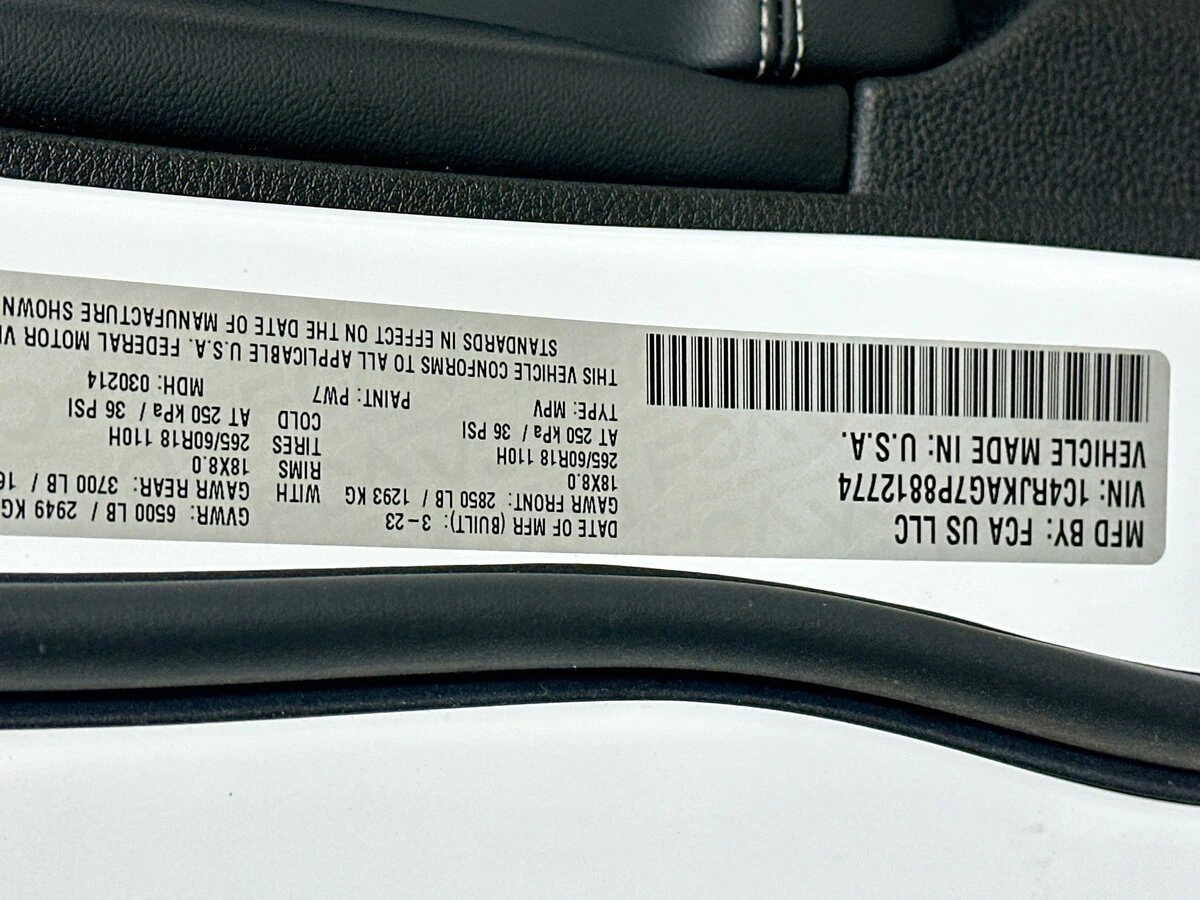 MFD BY: FCA US LLC
VIN: 1C4RJKAG7P8812774
VEHICLE MADE IN: U.S.A.
DATE OF MFR (BUILT): 3-23
GVWR: 6500 LB / 2949 KG
GAWR FRONT: 2850 LB / 1293 KG WITH GAWR REAR: 3700 LB /
18X8.0 RIMS 18X8.0
265/60R18 110H TIRES 265/60R18 110H
AT 250 kPa / 36 PSI COLD AT 250 kPa / 36 PSI
TYPE: MPV PAINT: PW7 MDH: 030214
THIS VEHICLE CONFORMS TO ALL APPLICABLE U.S.A. FEDERAL MOTOR
STANDARDS IN EFFECT ON THE DATE OF MANUFACTURE SHOWN